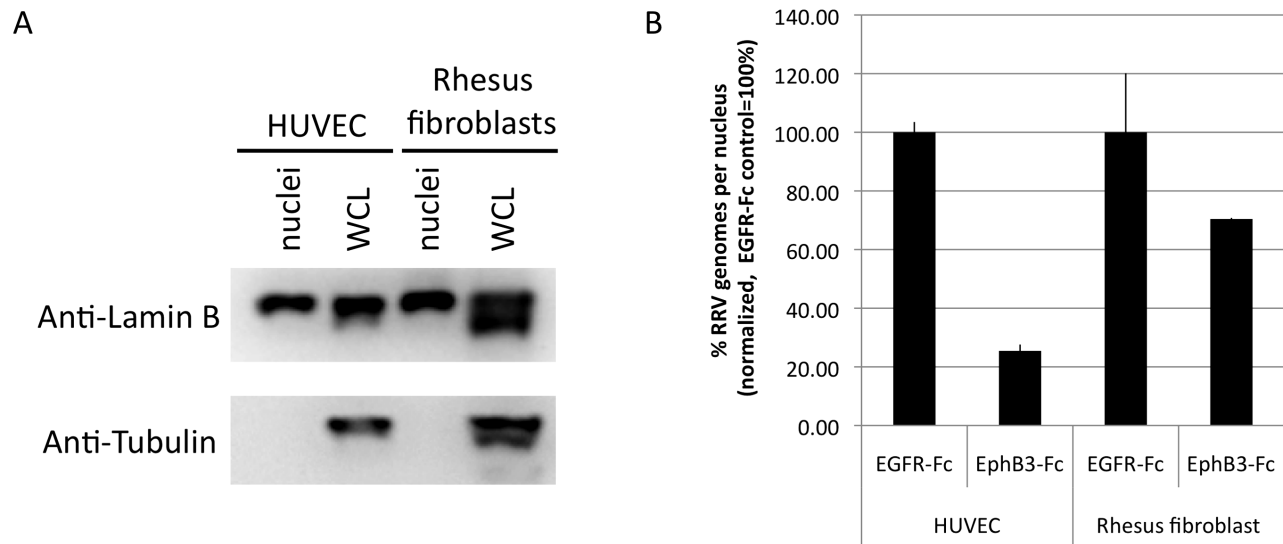 A
HUVEC
Rhesus
fibroblasts
nuclei
WCL
nuclei
WCL
Anti-Lamin B
Anti-Tubulin
B
% RRV genomes per nucleus
(normalized, EGFR-Fc control=100%)
140.00
120.00
100.00
80.00
60.00
40.00
20.00
0.00
EGFR-Fc
EphB3-Fc
EGFR-Fc
EphB3-Fc
HUVEC
Rhesus fibroblast